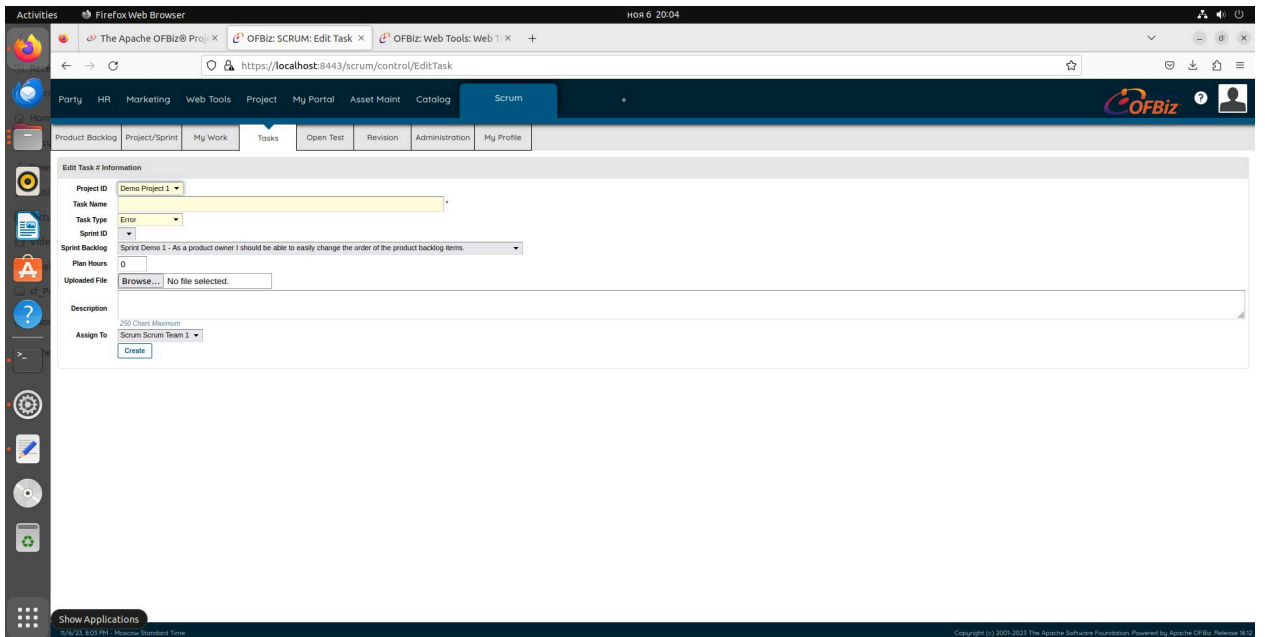 Activities Firefox Web Browser ноя 6 20:04
The Apache OFBiz® Proj OFBiz: SCRUM: Edit Task OFBiz: Web Tools: Web T
https://localhost:8443/scrum/control/EditTask
Party HR Marketing Web Tools Project My Portal Asset Maint Catalog Scrum + OFBiz
Product Backlog Project/Sprint My Work Tasks Open Test Revision Administration My Profile
Edit Task # Information
Project ID Demo Project 1
Task Name *
Task Type Error
Sprint ID
Sprint Backlog Sprint Demo 1 - As a product owner I should be able to easily change the order of the product backlog items.
Plan Hours 0
Uploaded File Browse... No file selected.
Description
250 Chars Maximum
Assign To Scrum Scrum Team 1
Create
Show Applications
11/6/23, 8:03 PM - Moscow Standard Time Copyright (c) 2001-2023 The Apache Software Foundation. Powered by Apache OFBiz. Release 18.12